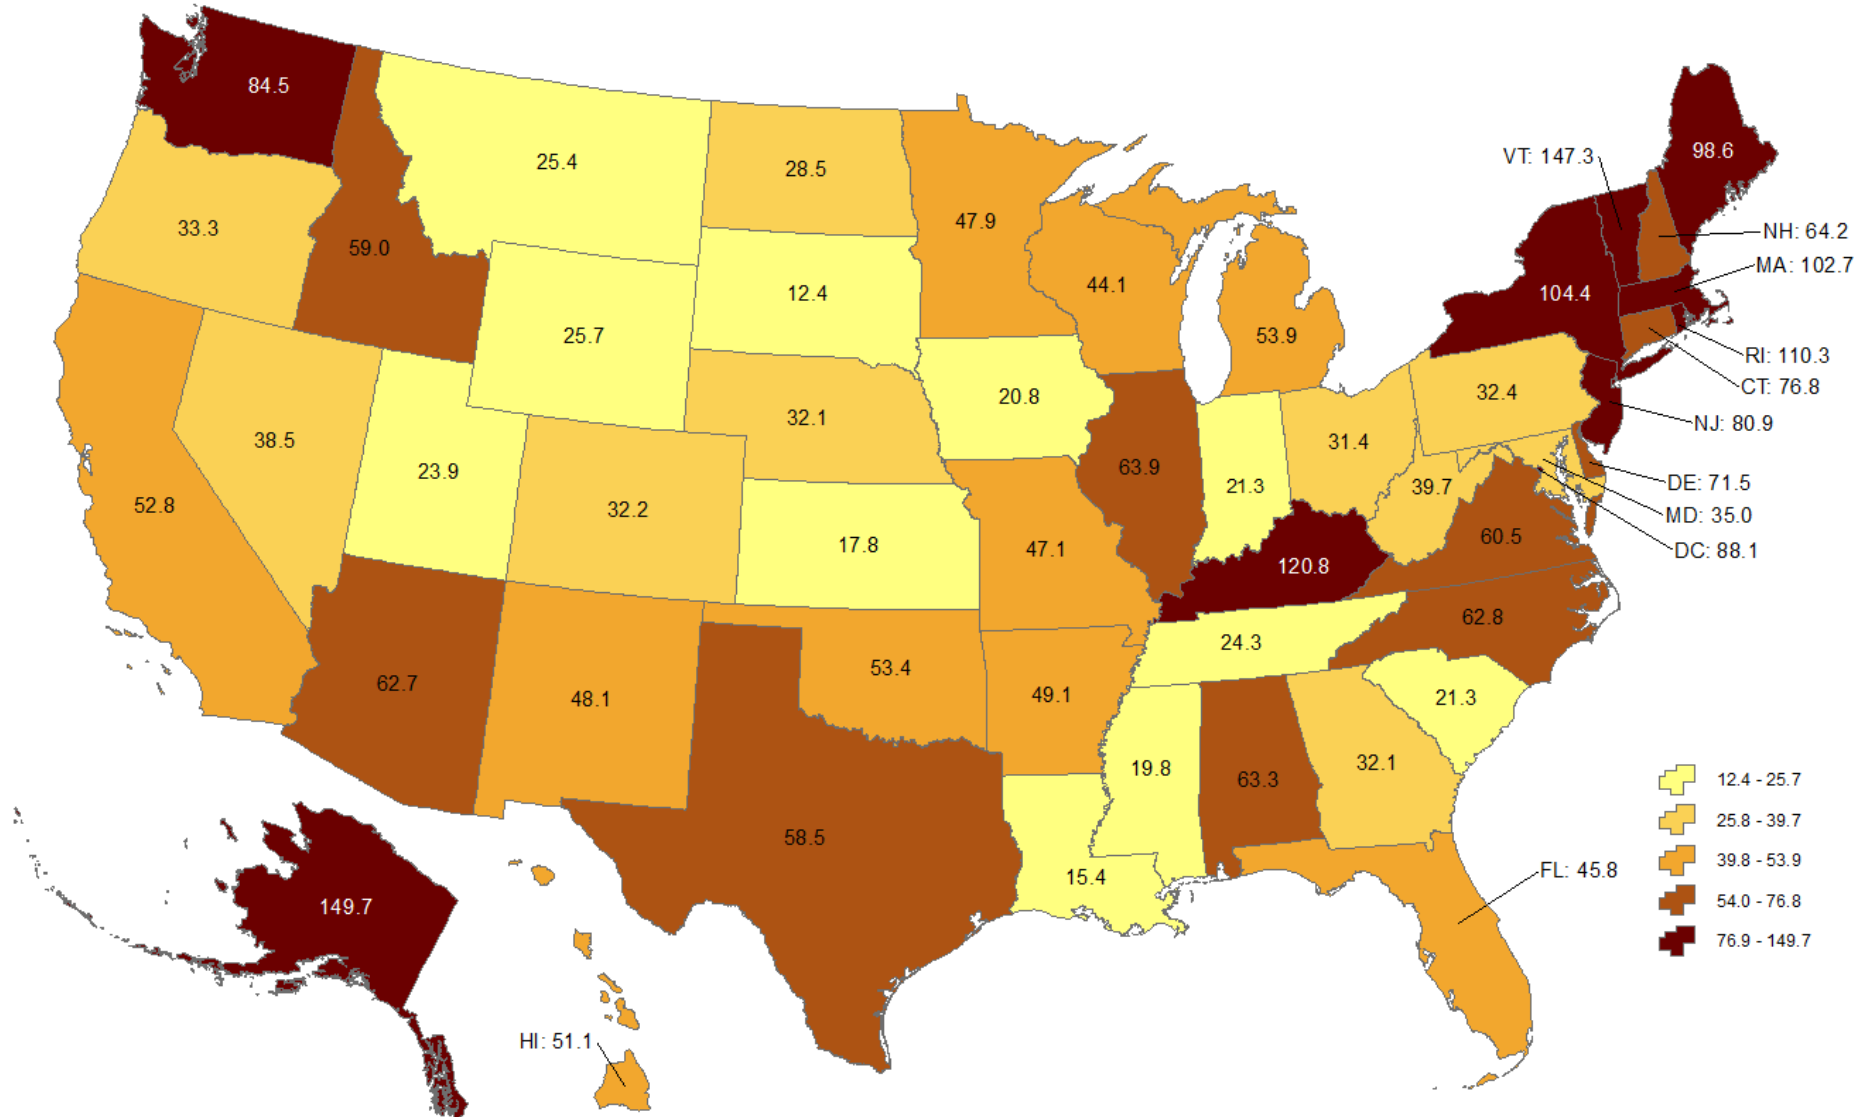 84.5
25.4
28.5
98.6
VT: 147.3
33.3
59.0
47.9
NH: 64.2
MA: 102.7
12.4
44.1
104.4
25.7
53.9
RI: 110.3
CT: 76.8
20.8
32.4
32.1
NJ: 80.9
38.5
31.4
23.9
63.9
21.3
39.7
DE: 71.5
52.8
32.2
MD: 35.0
60.5
17.8
47.1
DC: 88.1
120.8
62.8
24.3
62.7
53.4
48.1
49.1
21.3
19.8
63.3
32.1
12.4 - 25.7
25.8 - 39.7
58.5
39.8 - 53.9
15.4
FL: 45.8
54.0 - 76.8
149.7
76.9 - 149.7
HI: 51.1